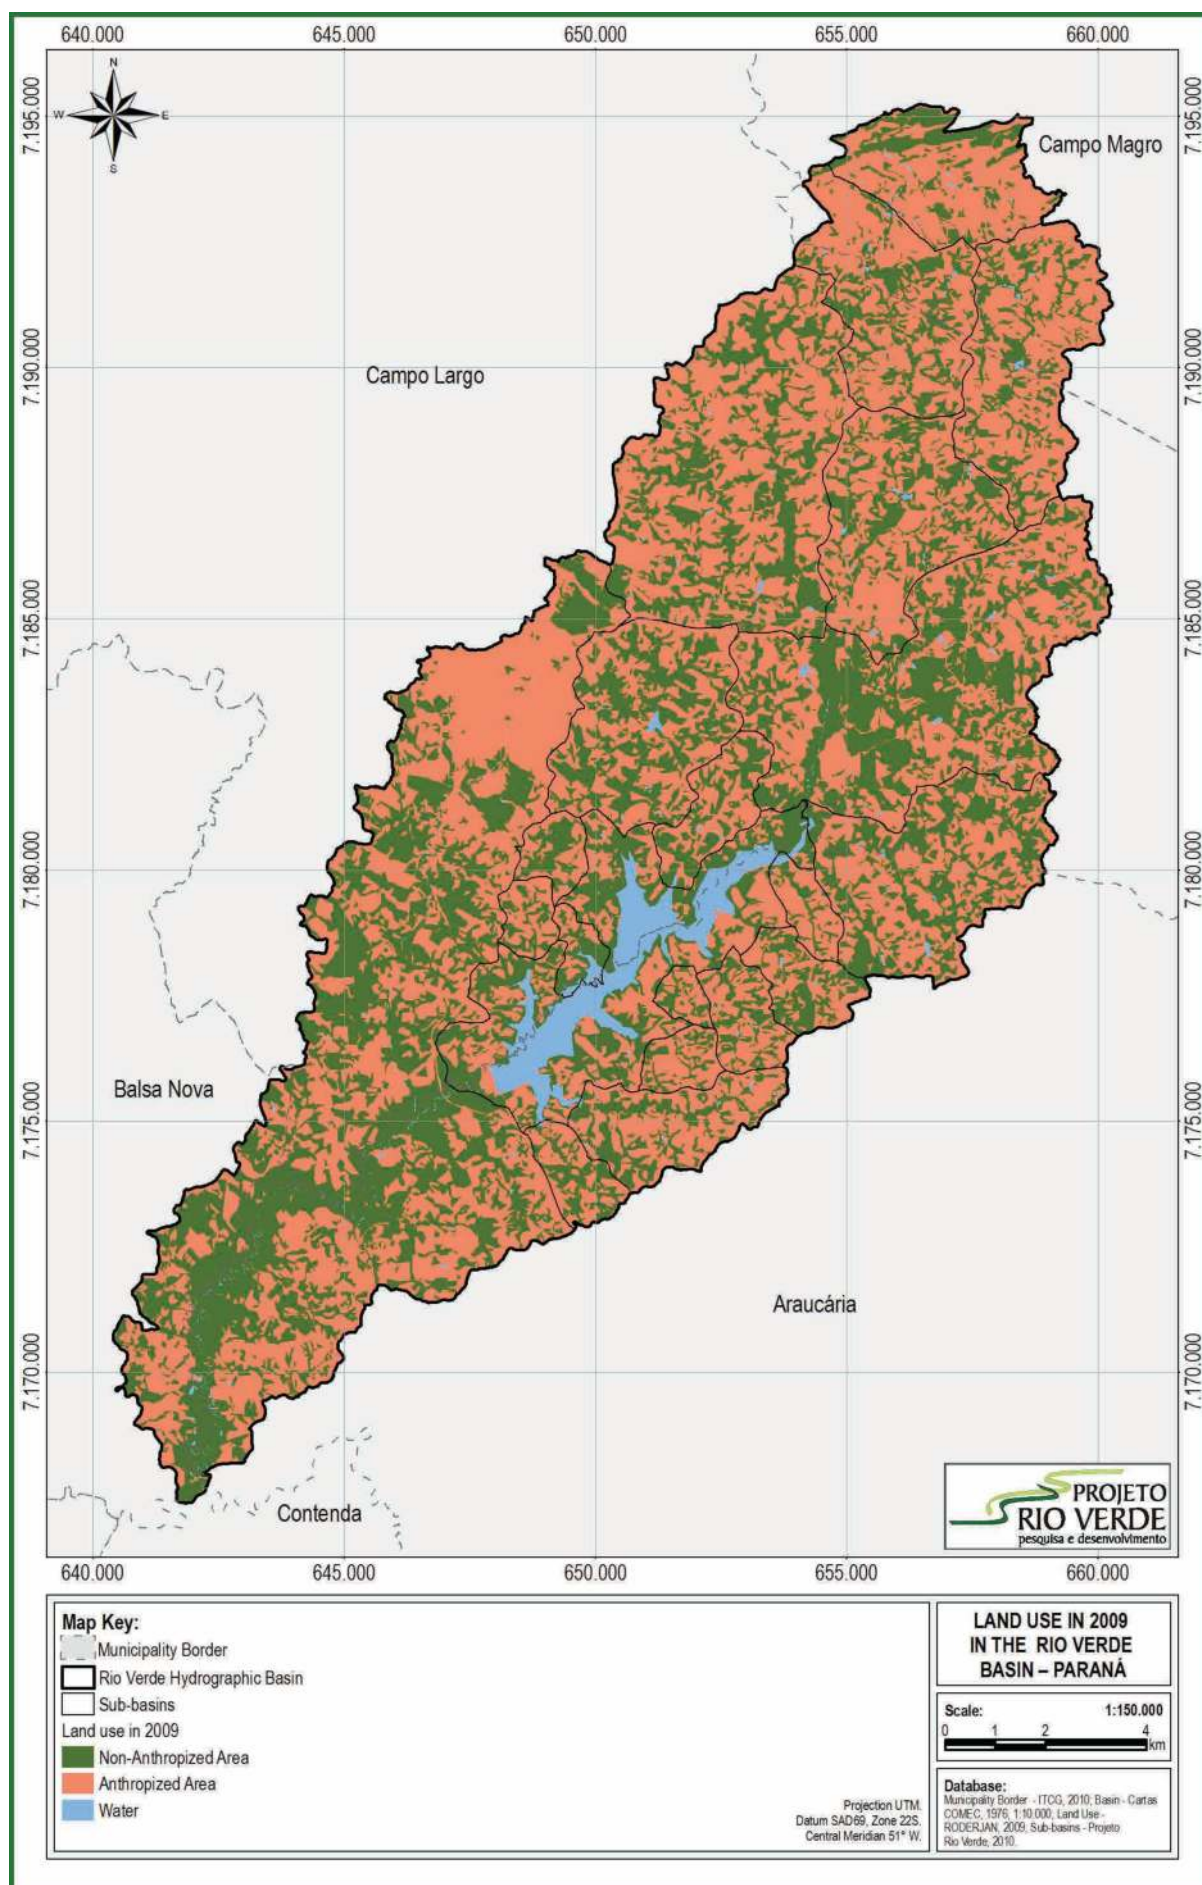 640.000 645.000 650.000 655.000 660.000
N
W E
S
7.195.000 7.195.000
Campo Magro
7.190.000 7.190.000
Campo Largo
7.185.000 7.185.000
7.180.000 7.180.000
Balsa Nova
7.175.000 7.175.000
Araucária
7.170.000 7.170.000
Contenda
PROJETO
RIO VERDE
pesquisa e desenvolvimento
640.000 645.000 650.000 655.000 660.000
Map Key:
Municipality Border
Rio Verde Hydrographic Basin
Sub-basins
Land use in 2009
Non-Anthropized Area
Anthropized Area
Water
Projection UTM.
Datum SAD69, Zone 22S.
Central Meridian 51° W.
LAND USE IN 2009
IN THE RIO VERDE
BASIN – PARANÁ
Scale: 1:150.000
0 1 2 4
km
Database:
Municipality Border - ITCG, 2010; Basin - Cartas
COMEC, 1976, 1:10.000; Land Use -
RODERJAN, 2009; Sub-basins - Projeto
Rio Verde, 2010.